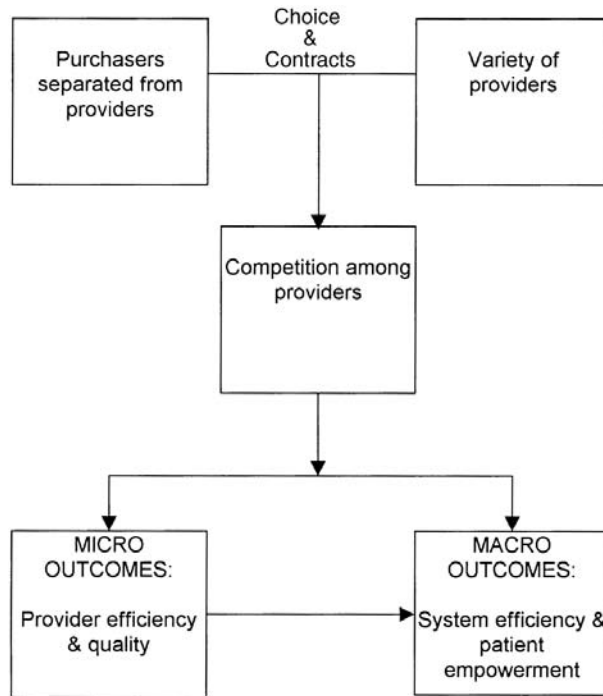 Purchasers
separated from
providers
Choice
&
Contracts
Variety of
providers
Competition among
providers
MICRO
OUTCOMES:
Provider efficiency
& quality
MACRO
OUTCOMES:
System efficiency &
patient
empowerment